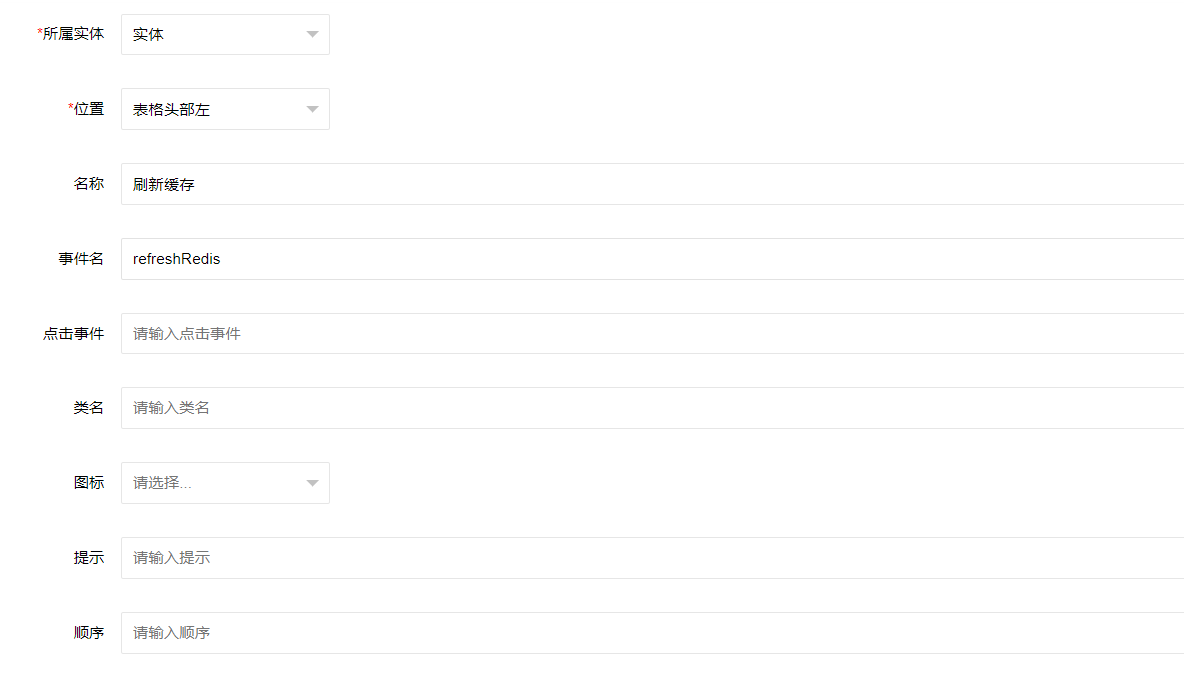 *所属实体 实体
*位置 表格头部左
名称 刷新缓存
事件名 refreshRedis
点击事件 请输入点击事件
类名 请输入类名
图标 请选择...
提示 请输入提示
顺序 请输入顺序